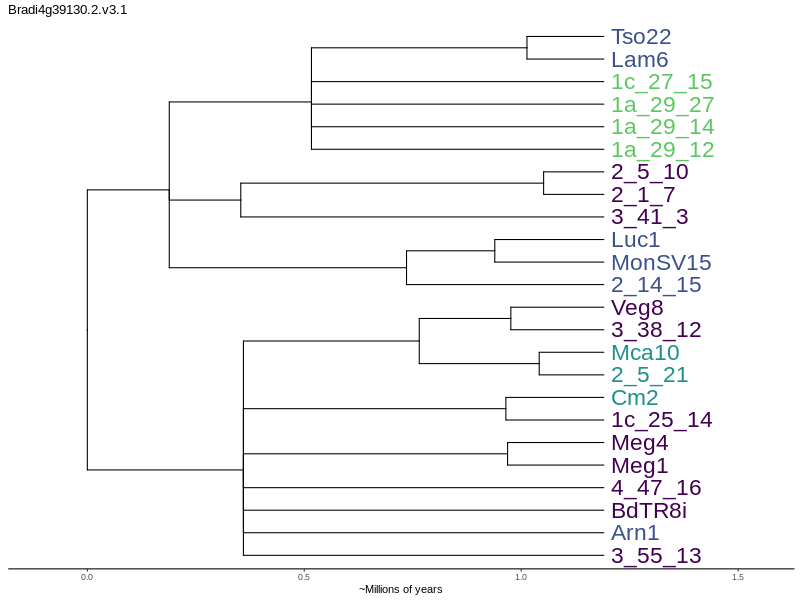 Bradi4g39130.2.v3.1
Tso22
Lam6
1c_27_15
1a_29_27
1a_29_14
1a_29_12
2_5_10
2_1_7
3_41_3
Luc1
MonSV15
2_14_15
Veg8
3_38_12
Mca10
2_5_21
Cm2
1c_25_14
Meg4
Meg1
4_47_16
BdTR8i
Arn1
3_55_13
0.0 0.5 1.0 1.5
~Millions of years